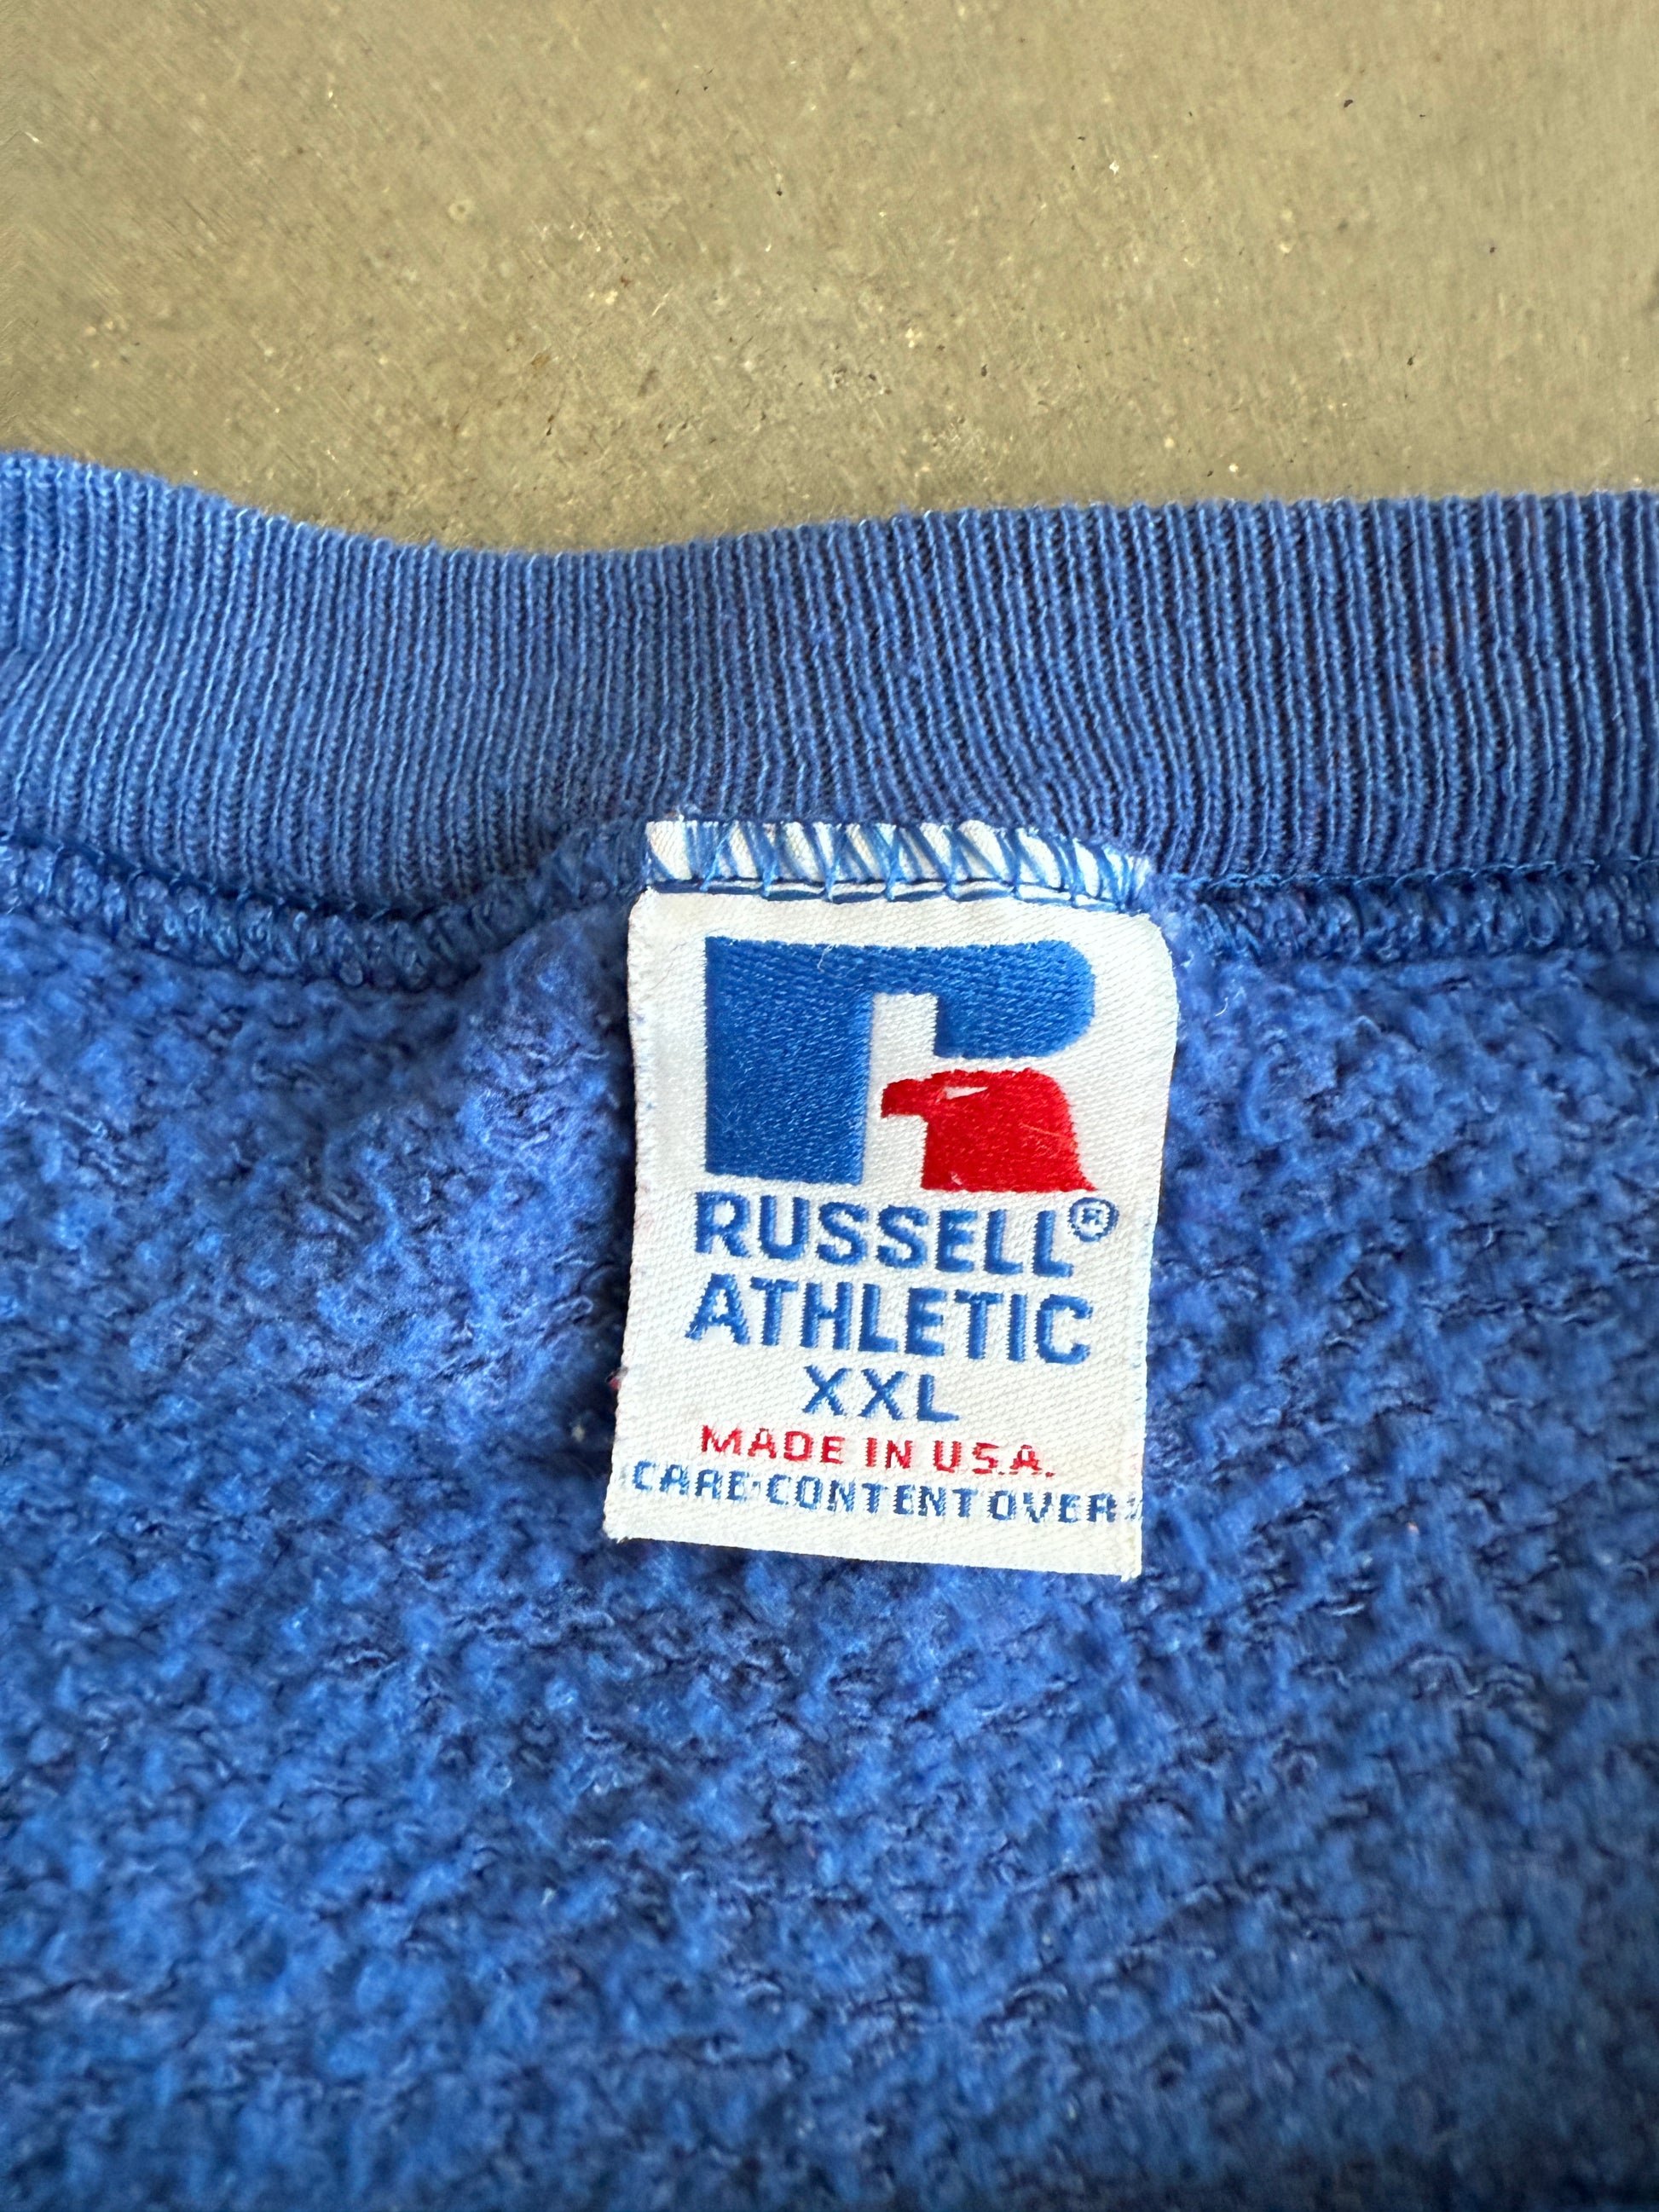 R
RUSSELL®
ATHLETIC
XXL
MADE IN U.S.A.
CARE·CONTENT OVER